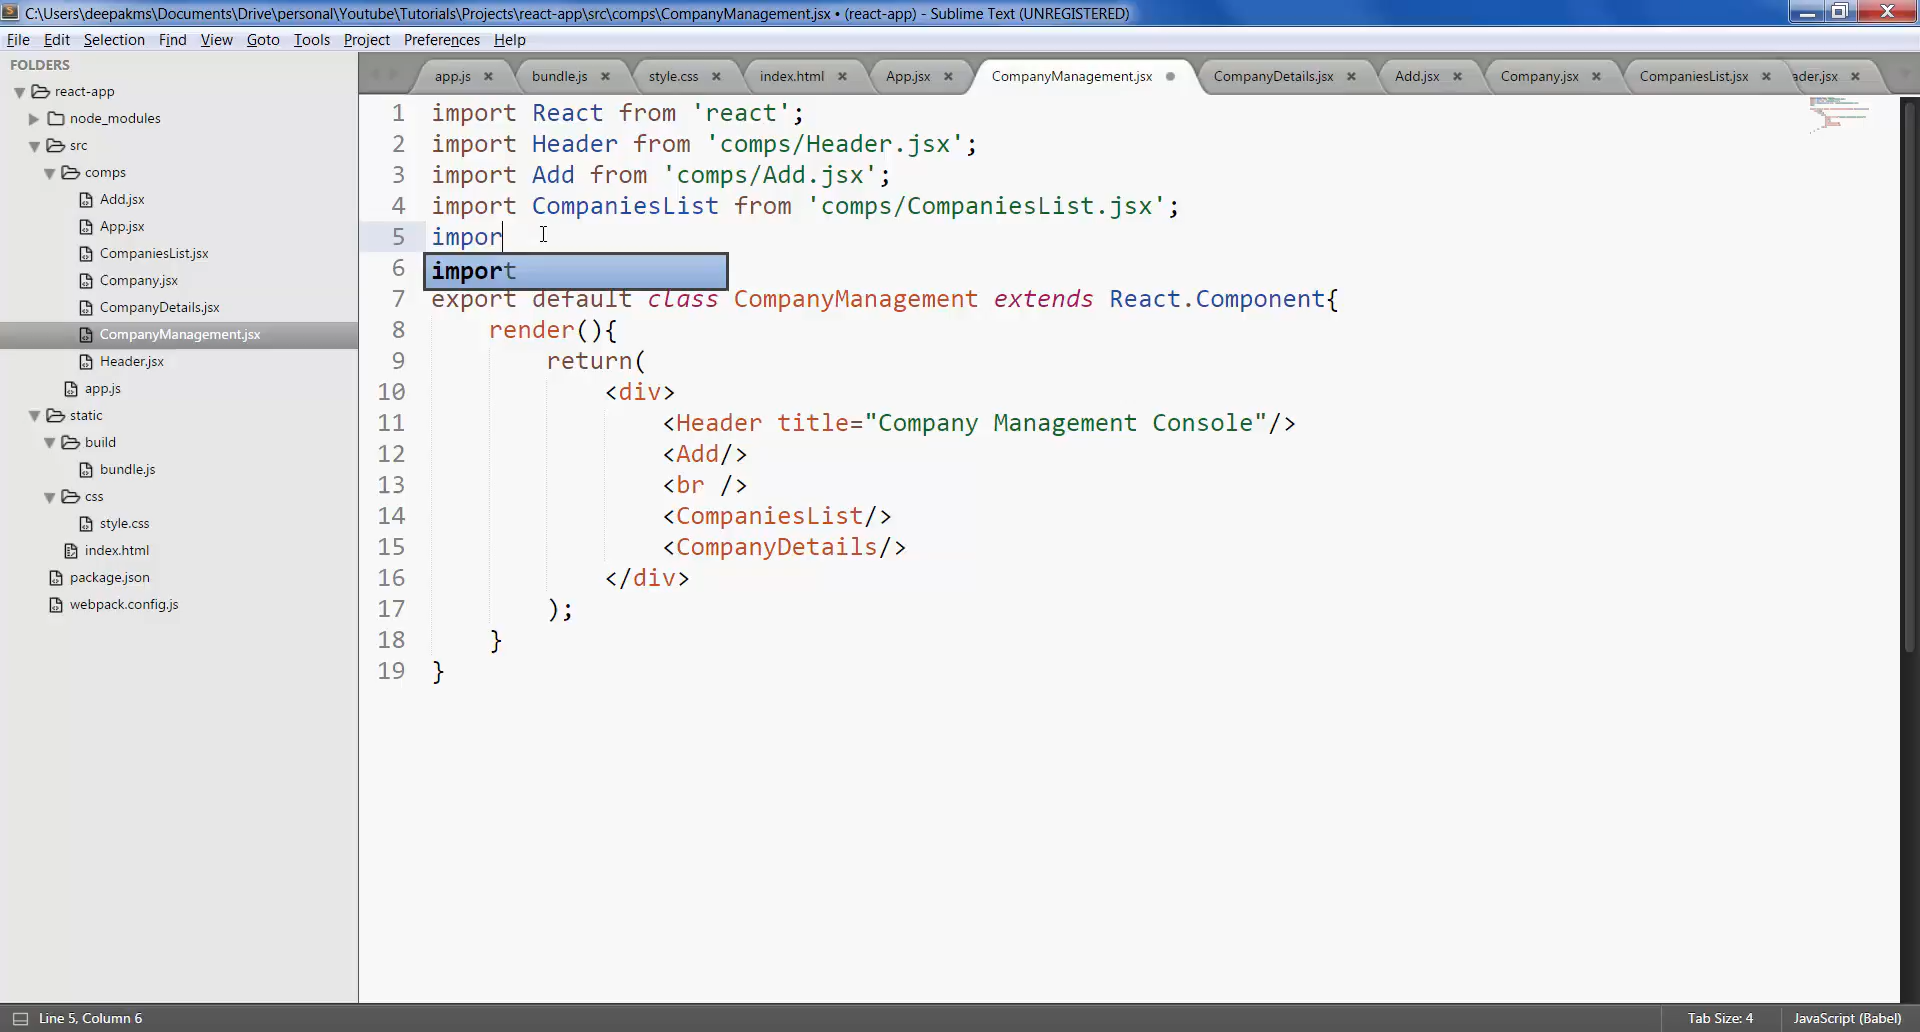 C:\Users\deepakms\Documents\Drive\personal\Youtube\Tutorials\Projects\react-app\src\comps\CompanyManagement.jsx • (react-app) - Sublime Text (UNREGISTERED)
File Edit Selection Find View Goto Tools Project Preferences Help
FOLDERS
react-app
node_modules
src
comps
Add.jsx
App.jsx
CompaniesList.jsx
Company.jsx
CompanyDetails.jsx
CompanyManagement.jsx
Header.jsx
app.js
static
build
bundle.js
css
style.css
index.html
package.json
webpack.config.js
app.js bundle.js style.css index.html App.jsx CompanyManagement.jsx CompanyDetails.jsx Add.jsx Company.jsx CompaniesList.jsx ader.jsx
1 import React from 'react';
2 import Header from 'comps/Header.jsx';
3 import Add from 'comps/Add.jsx';
4 import CompaniesList from 'comps/CompaniesList.jsx';
5 impor
6 import
7 export default class CompanyManagement extends React.Component{
8 render(){
9 return(
10 <div>
11 <Header title="Company Management Console"/>
12 <Add/>
13 <br />
14 <CompaniesList/>
15 <CompanyDetails/>
16 </div>
17 );
18 }
19 }
Line 5, Column 6 Tab Size: 4 JavaScript (Babel)